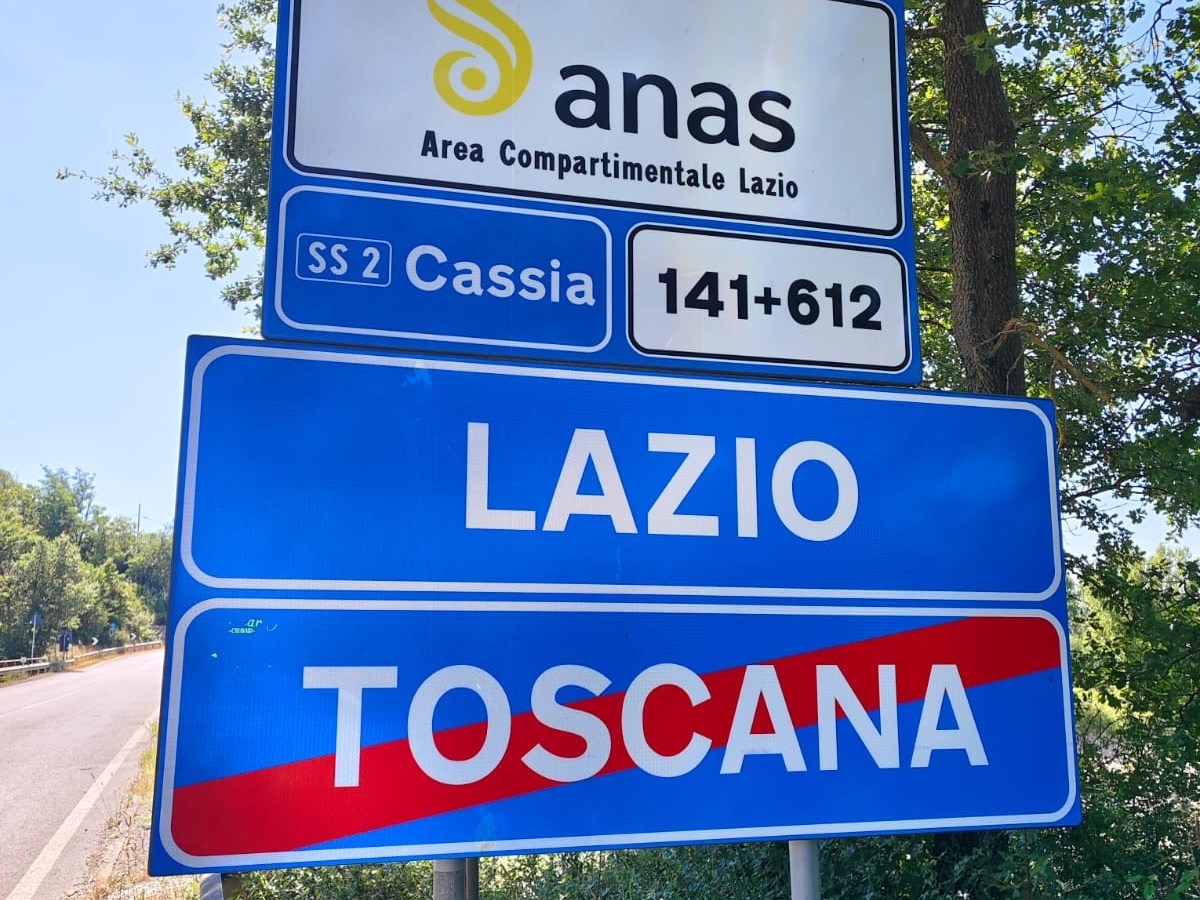 anas
Area Compartimentale Lazio
SS 2 Cassia
141+612
LAZIO
TOSCANA